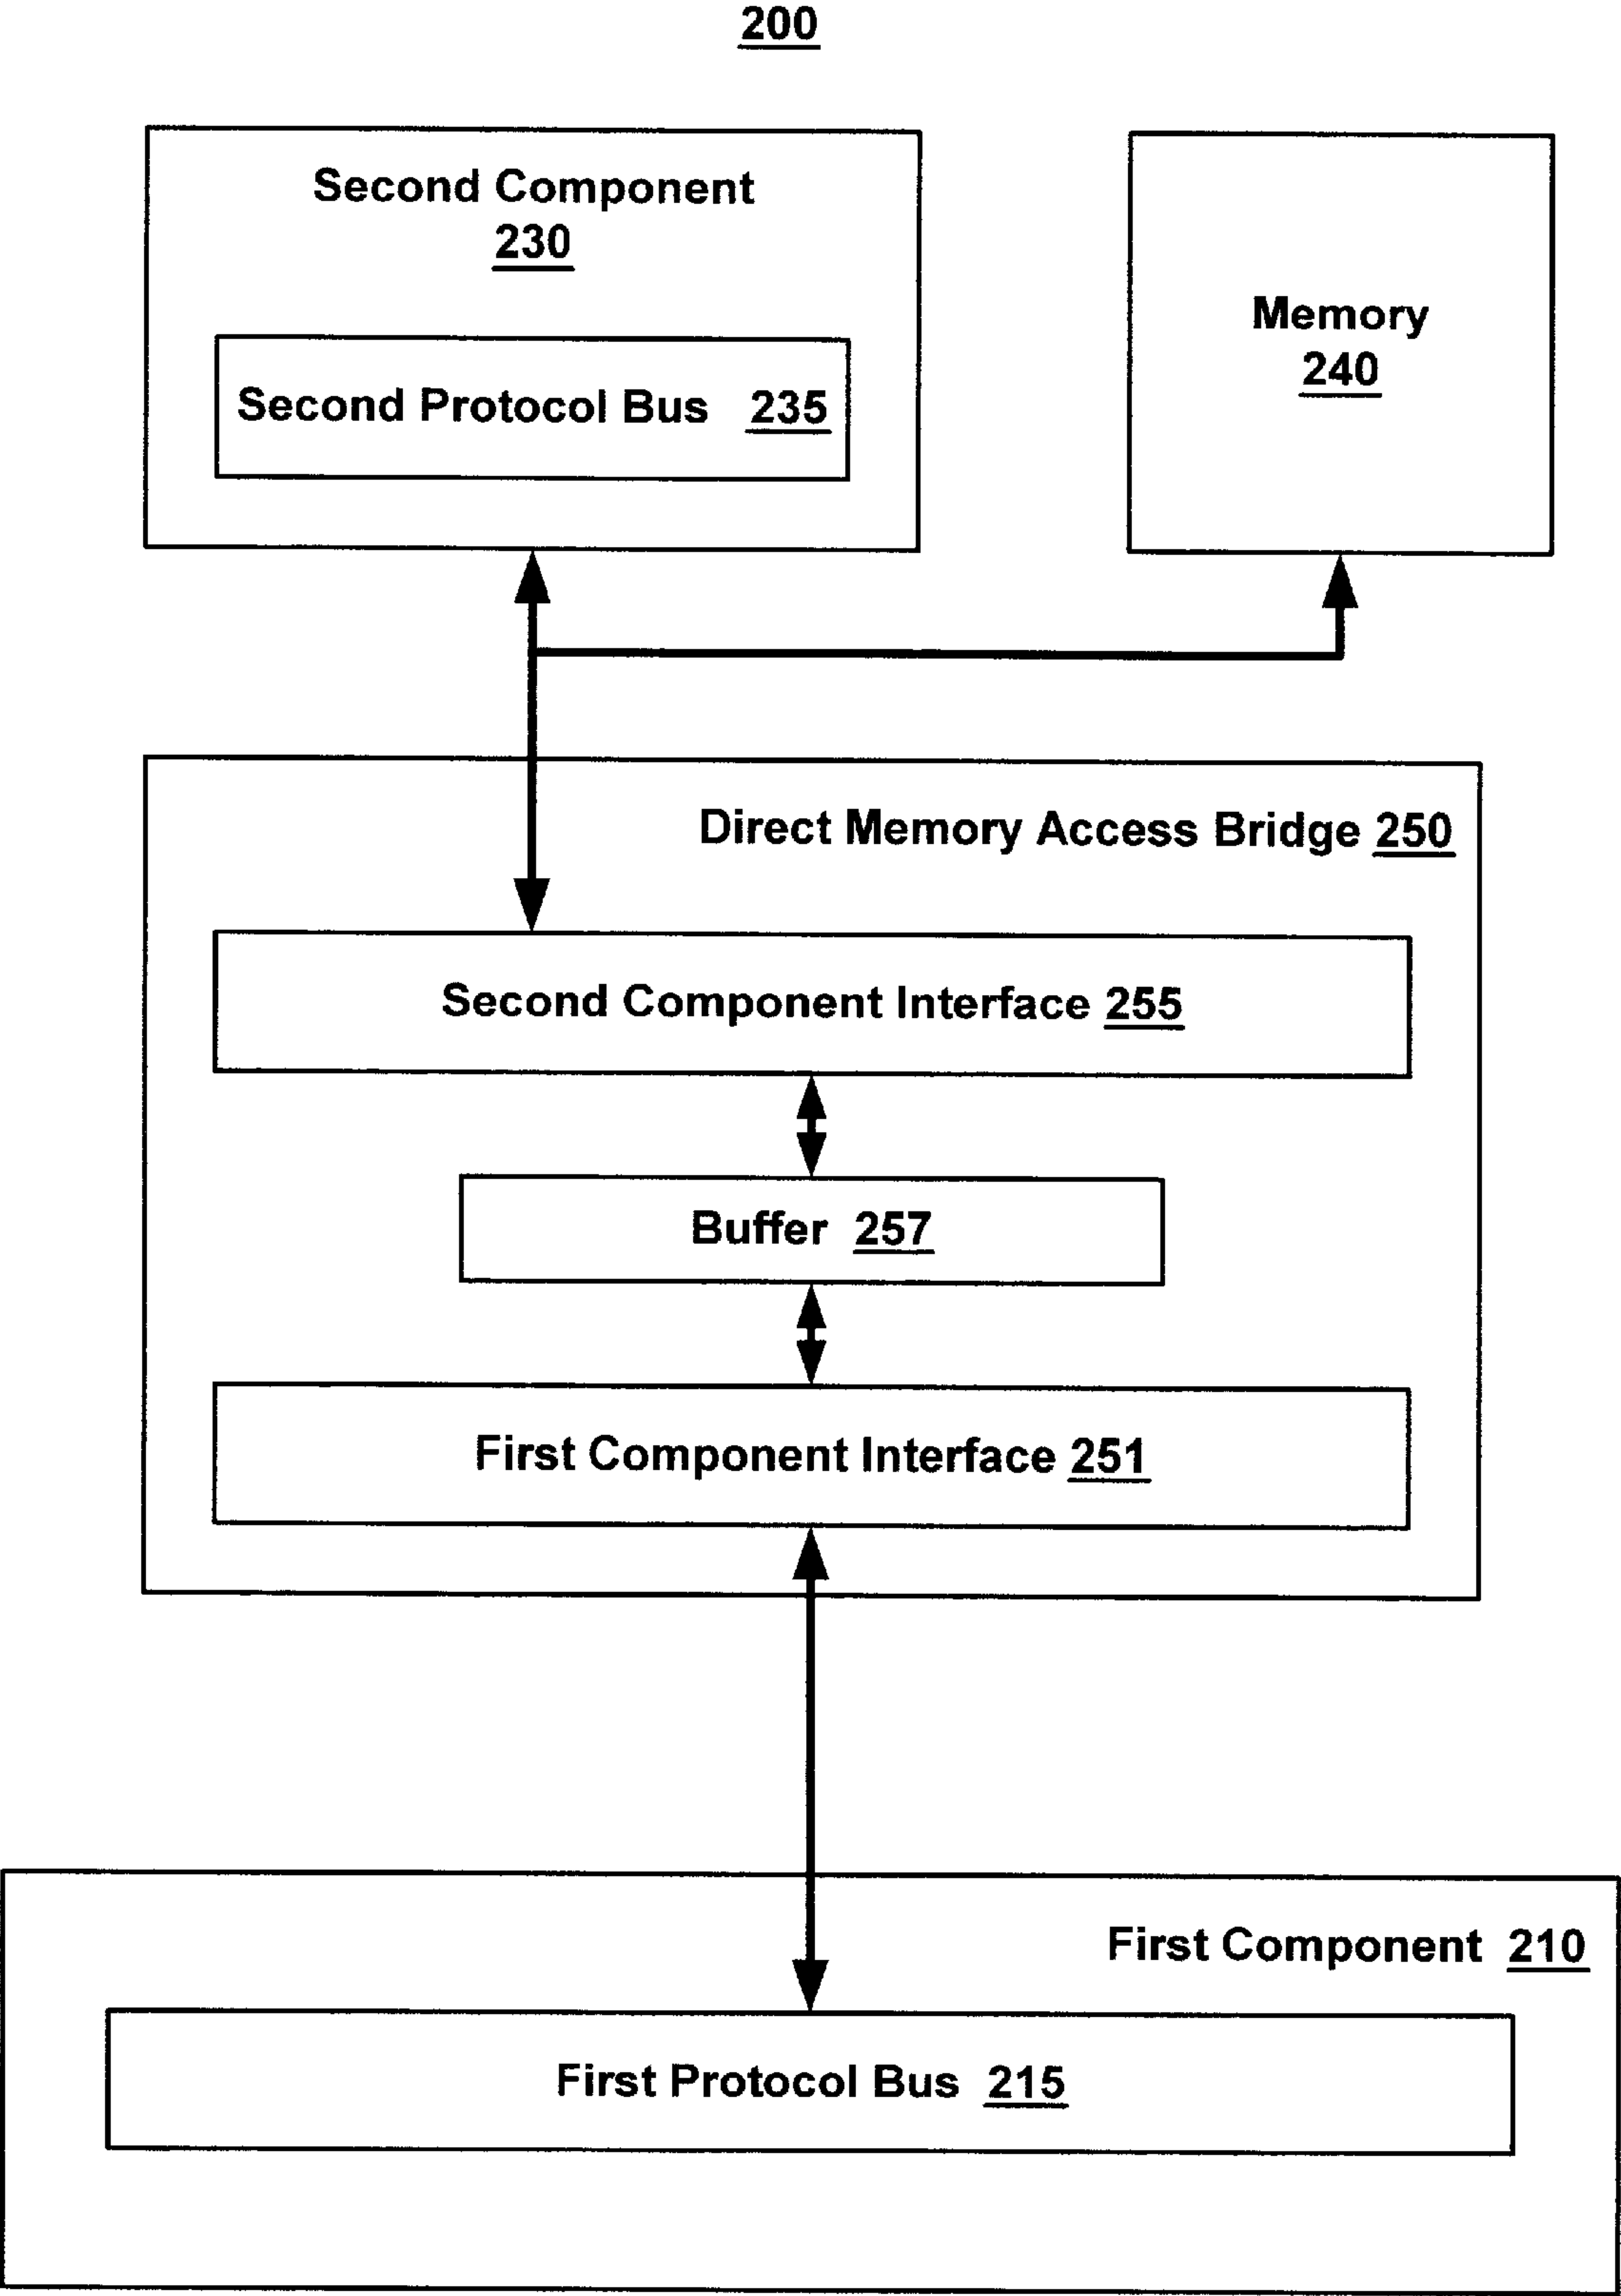 200
Second Component
230
Second Protocol Bus 235
Memory
240
Direct Memory Access Bridge 250
Second Component Interface 255
Buffer 257
First Component Interface 251
First Component 210
First Protocol Bus 215